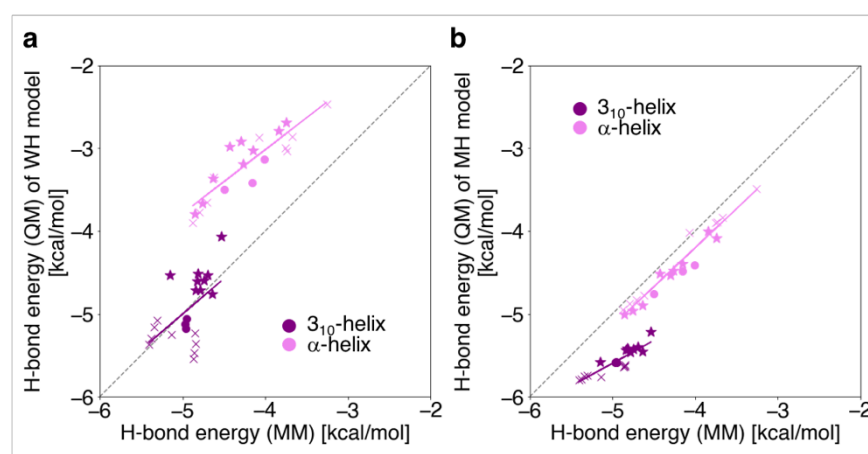 a
H-bond energy (QM) of WH model
[kcal/mol]
−2
−3
−4
−5
−6
3₁₀-helix
α-helix
−6 −5 −4 −3 −2
H-bond energy (MM) [kcal/mol]
b
H-bond energy (QM) of MH model
[kcal/mol]
−2
−3
−4
−5
−6
3₁₀-helix
α-helix
−6 −5 −4 −3 −2
H-bond energy (MM) [kcal/mol]